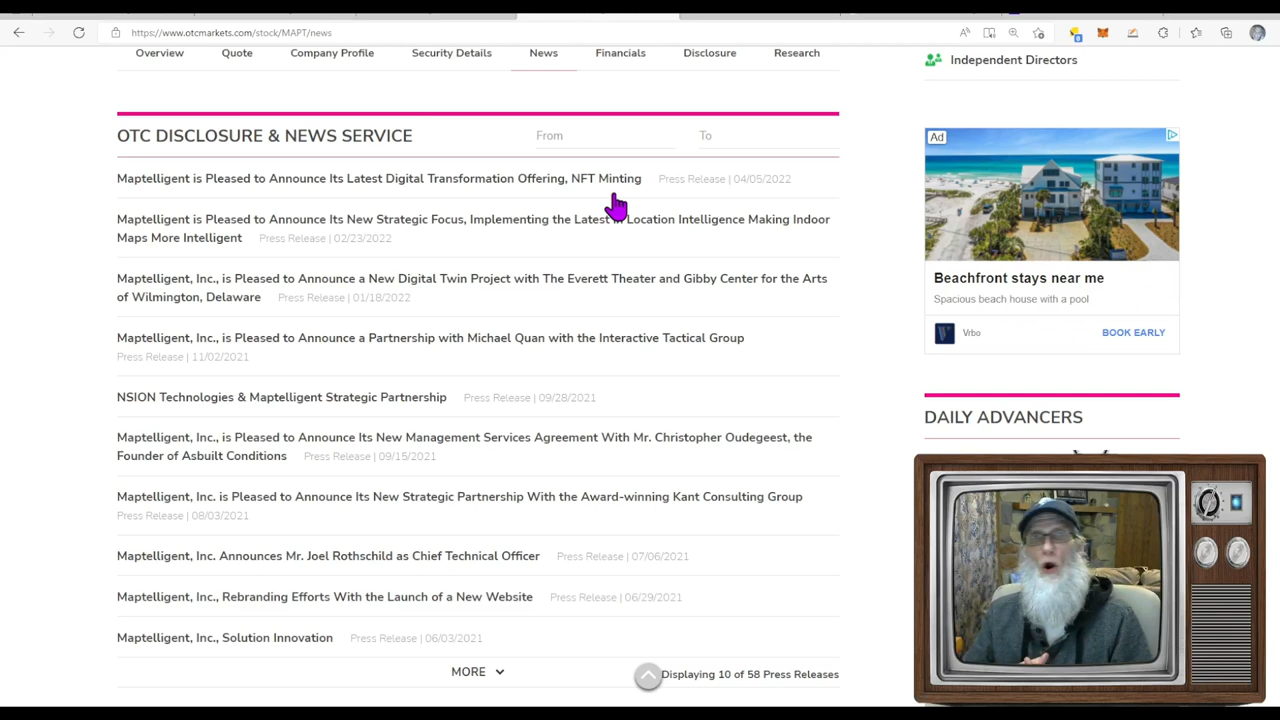 https://www.otcmarkets.com/stock/MAPT/news
Overview
Quote
Company Profile
Security Details
News
Financials
Disclosure
Research
Independent Directors
OTC DISCLOSURE & NEWS SERVICE
From
To
Maptelligent is Pleased to Announce Its Latest Digital Transformation Offering, NFT Minting Press Release | 04/05/2022
Maptelligent is Pleased to Announce Its New Strategic Focus, Implementing the Latest in Location Intelligence Making Indoor
Maps More Intelligent Press Release | 02/23/2022
Maptelligent, Inc., is Pleased to Announce a New Digital Twin Project with The Everett Theater and Gibby Center for the Arts
of Wilmington, Delaware Press Release | 01/18/2022
Maptelligent, Inc., is Pleased to Announce a Partnership with Michael Quan with the Interactive Tactical Group
Press Release | 11/02/2021
NSION Technologies & Maptelligent Strategic Partnership Press Release | 09/28/2021
Maptelligent, Inc., is Pleased to Announce Its New Management Services Agreement With Mr. Christopher Oudegeest, the
Founder of Asbuilt Conditions Press Release | 09/15/2021
Maptelligent, Inc. is Pleased to Announce Its New Strategic Partnership With the Award-winning Kant Consulting Group
Press Release | 08/03/2021
Maptelligent, Inc. Announces Mr. Joel Rothschild as Chief Technical Officer Press Release | 07/06/2021
Maptelligent, Inc., Rebranding Efforts With the Launch of a New Website Press Release | 06/29/2021
Maptelligent, Inc., Solution Innovation Press Release | 06/03/2021
MORE
Displaying 10 of 58 Press Releases
Ad
Beachfront stays near me
Spacious beach house with a pool
Vrbo
BOOK EARLY
DAILY ADVANCERS